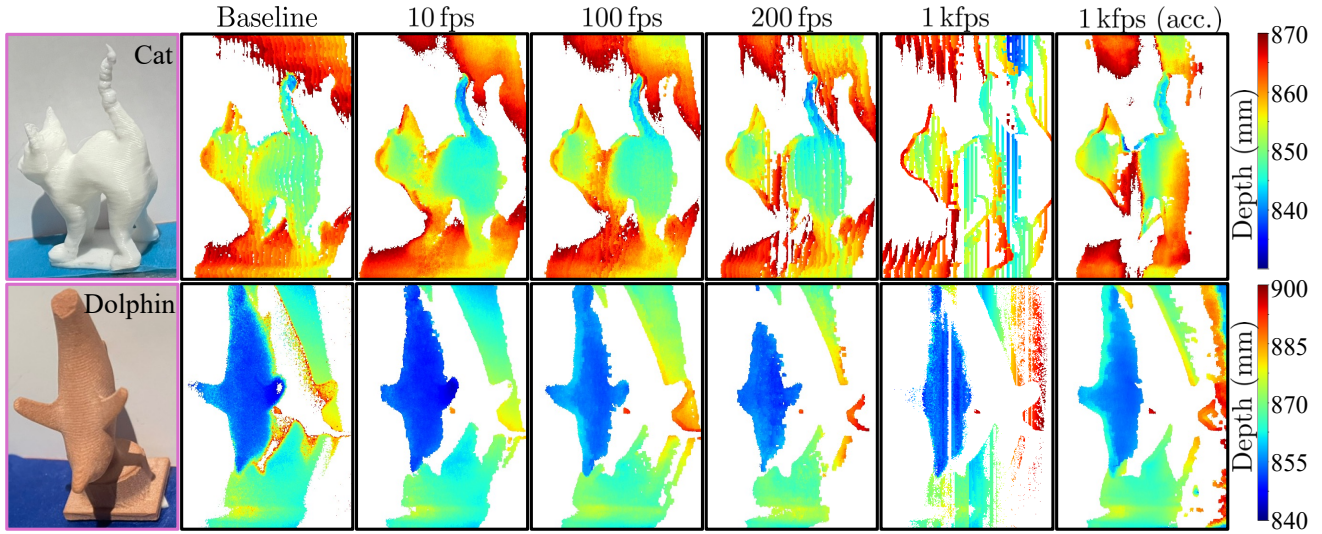 Baseline 10 fps 100 fps 200 fps 1 kfps 1 kfps (acc.)
Cat
870
860
850
840
Depth (mm)
Dolphin
900
885
870
855
840
Depth (mm)